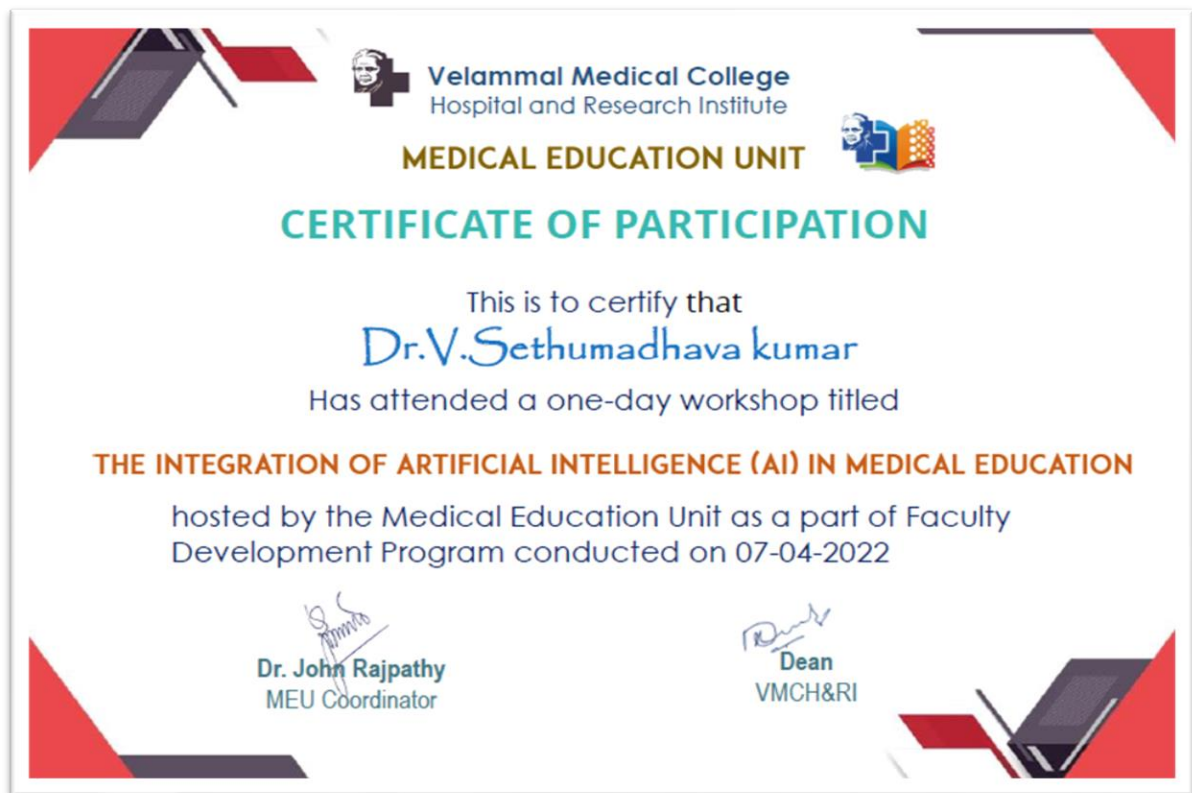 Velammal Medical College
Hospital and Research Institute
MEDICAL EDUCATION UNIT
CERTIFICATE OF PARTICIPATION
This is to certify that
Dr.V.Sethumadhava kumar
Has attended a one-day workshop titled
THE INTEGRATION OF ARTIFICIAL INTELLIGENCE (AI) IN MEDICAL EDUCATION
hosted by the Medical Education Unit as a part of Faculty
Development Program conducted on 07-04-2022
Dr. John Rajpathy
MEU Coordinator
Dean
VMCH&RI